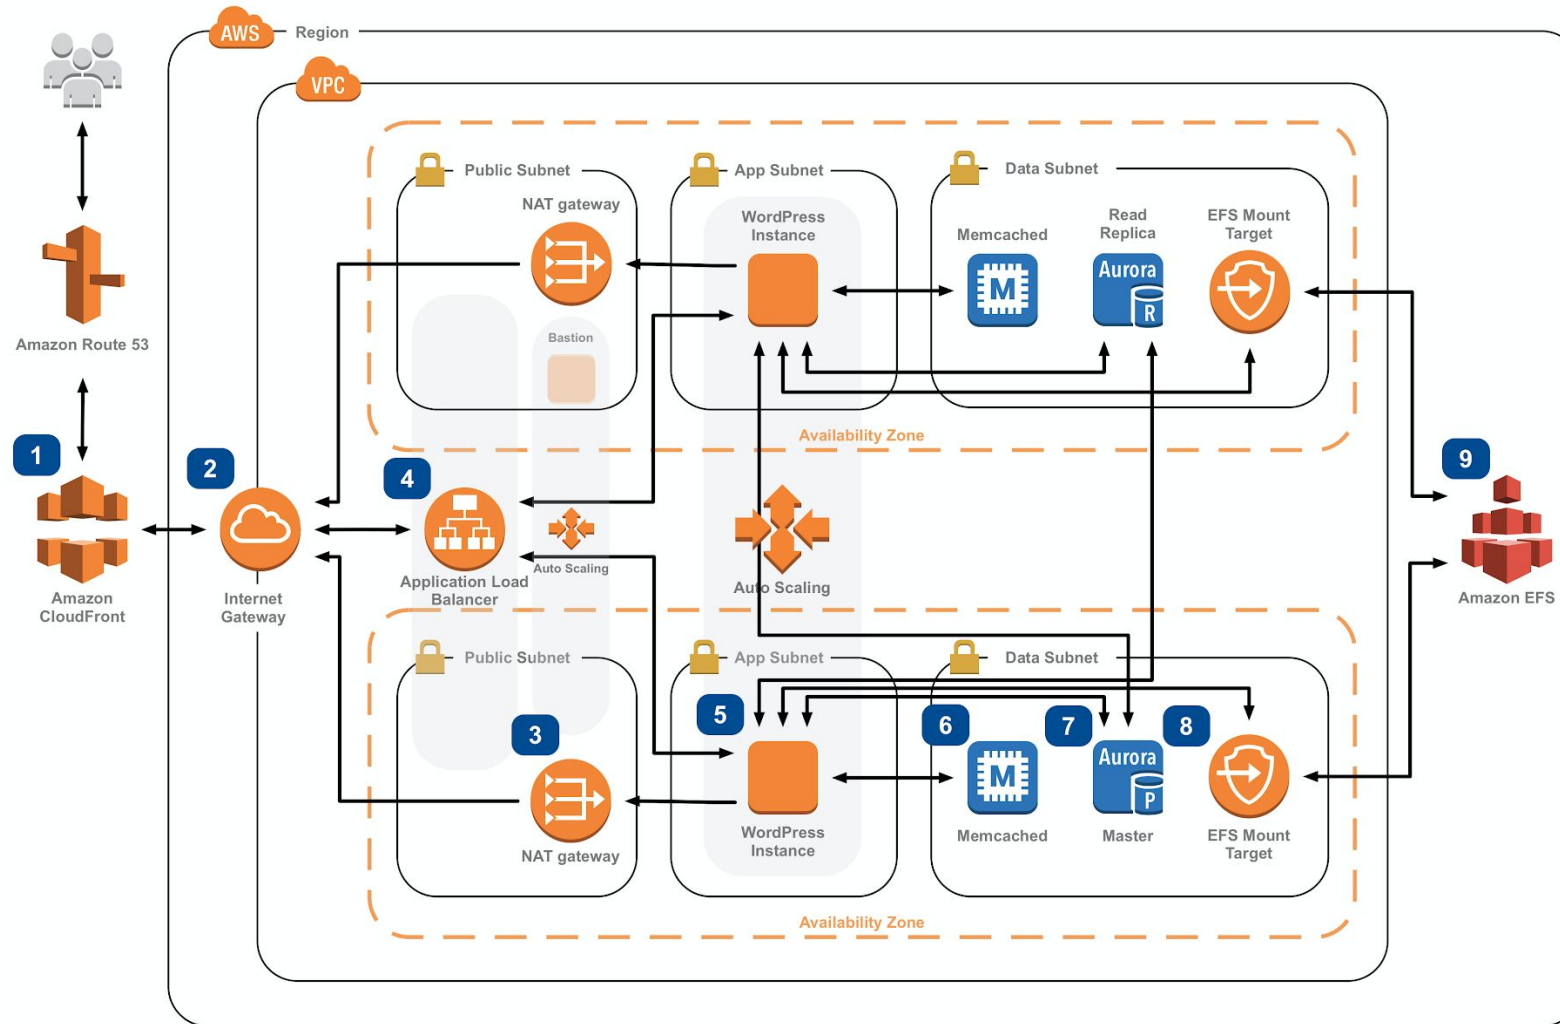 AWS
Region
VPC
Public Subnet
App Subnet
Data Subnet
NAT gateway
WordPress
Instance
Memcached
Read
Replica
EFS Mount
Target
Aurora
M
R
Bastion
Amazon Route 53
Availability Zone
1
2
4
9
Auto Scaling
Auto Scaling
Amazon
CloudFront
Internet
Gateway
Application Load
Balancer
Amazon EFS
Public Subnet
App Subnet
Data Subnet
3
5
6
7
8
Aurora
M
P
NAT gateway
WordPress
Instance
Memcached
Master
EFS Mount
Target
Availability Zone